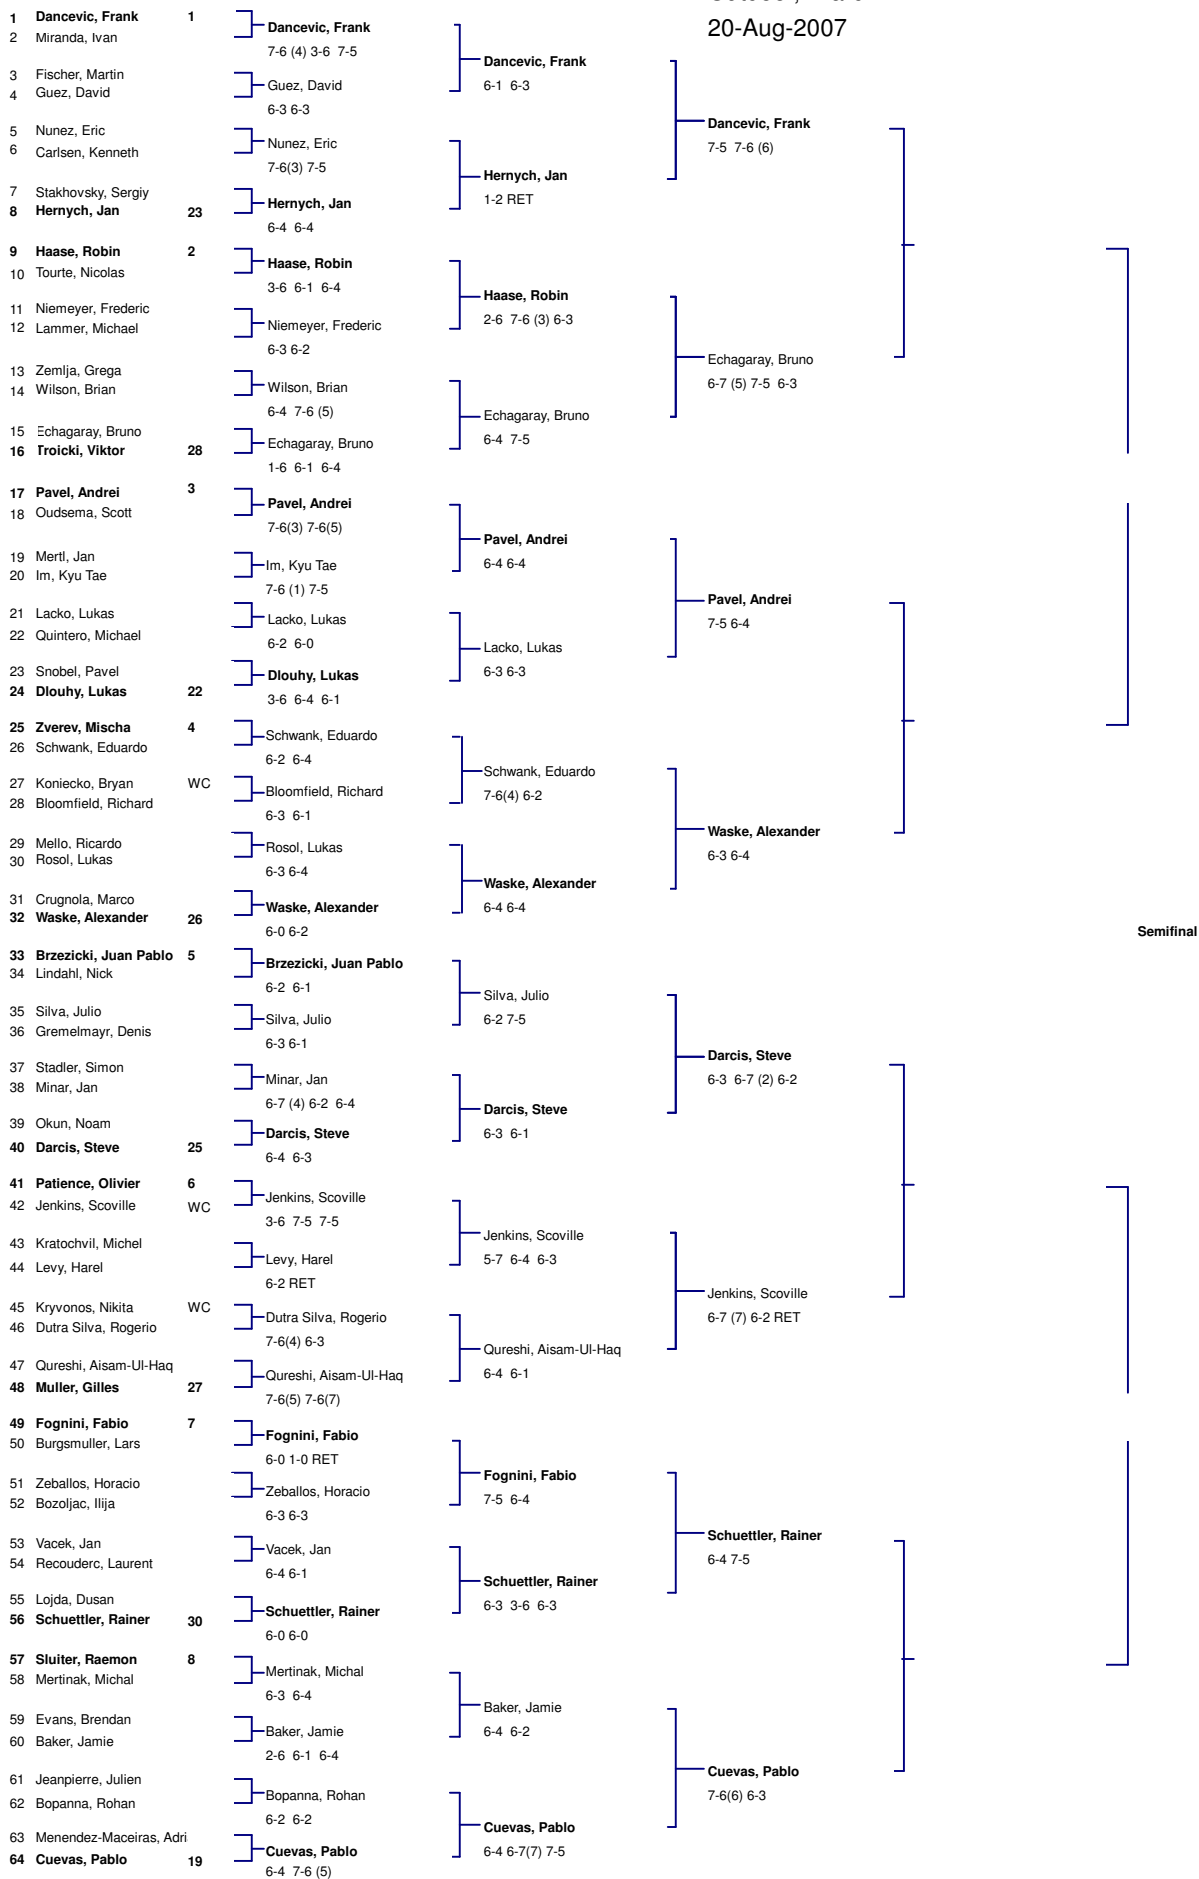 20-Aug-2007
1 Dancevic, Frank 1
2 Miranda, Ivan
3 Fischer, Martin
4 Guez, David
5 Nunez, Eric
6 Carlsen, Kenneth
7 Stakhovsky, Sergiy
8 Hernych, Jan 23
9 Haase, Robin 2
10 Tourte, Nicolas
11 Niemeyer, Frederic
12 Lammer, Michael
13 Zemlja, Grega
14 Wilson, Brian
15 Echagaray, Bruno
16 Troicki, Viktor 28
17 Pavel, Andrei 3
18 Oudsema, Scott
19 Mertl, Jan
20 Im, Kyu Tae
21 Lacko, Lukas
22 Quintero, Michael
23 Snobel, Pavel
24 Dlouhy, Lukas 22
25 Zverev, Mischa 4
26 Schwank, Eduardo
27 Koniecko, Bryan WC
28 Bloomfield, Richard
29 Mello, Ricardo
30 Rosol, Lukas
31 Crugnola, Marco
32 Waske, Alexander 26
33 Brzezicki, Juan Pablo 5
34 Lindahl, Nick
35 Silva, Julio
36 Gremelmayr, Denis
37 Stadler, Simon
38 Minar, Jan
39 Okun, Noam
40 Darcis, Steve 25
41 Patience, Olivier 6
42 Jenkins, Scoville WC
43 Kratochvil, Michel
44 Levy, Harel
45 Kryvonos, Nikita WC
46 Dutra Silva, Rogerio
47 Qureshi, Aisam-Ul-Haq
48 Muller, Gilles 27
49 Fognini, Fabio 7
50 Burgsmuller, Lars
51 Zeballos, Horacio
52 Bozoljac, Ilija
53 Vacek, Jan
54 Recouderc, Laurent
55 Lojda, Dusan
56 Schuettler, Rainer 30
57 Sluiter, Raemon 8
58 Mertinak, Michal
59 Evans, Brendan
60 Baker, Jamie
61 Jeanpierre, Julien
62 Bopanna, Rohan
63 Menendez-Maceiras, Adri
64 Cuevas, Pablo 19
Dancevic, Frank
7-6 (4) 3-6 7-5
Guez, David
6-3 6-3
Nunez, Eric
7-6(3) 7-5
Hernych, Jan
6-4 6-4
Haase, Robin
3-6 6-1 6-4
Niemeyer, Frederic
6-3 6-2
Wilson, Brian
6-4 7-6 (5)
Echagaray, Bruno
1-6 6-1 6-4
Pavel, Andrei
7-6(3) 7-6(5)
Im, Kyu Tae
7-6 (1) 7-5
Lacko, Lukas
6-2 6-0
Dlouhy, Lukas
3-6 6-4 6-1
Schwank, Eduardo
6-2 6-4
Bloomfield, Richard
6-3 6-1
Rosol, Lukas
6-3 6-4
Waske, Alexander
6-0 6-2
Brzezicki, Juan Pablo
6-2 6-1
Silva, Julio
6-3 6-1
Minar, Jan
6-7 (4) 6-2 6-4
Darcis, Steve
6-4 6-3
Jenkins, Scoville
3-6 7-5 7-5
Levy, Harel
6-2 RET
Dutra Silva, Rogerio
7-6(4) 6-3
Qureshi, Aisam-Ul-Haq
7-6(5) 7-6(7)
Fognini, Fabio
6-0 1-0 RET
Zeballos, Horacio
6-3 6-3
Vacek, Jan
6-4 6-1
Schuettler, Rainer
6-0 6-0
Mertinak, Michal
6-3 6-4
Baker, Jamie
2-6 6-1 6-4
Bopanna, Rohan
6-2 6-2
Cuevas, Pablo
6-4 7-6 (5)
Dancevic, Frank
6-1 6-3
Hernych, Jan
1-2 RET
Haase, Robin
2-6 7-6 (3) 6-3
Echagaray, Bruno
6-4 7-5
Pavel, Andrei
6-4 6-4
Lacko, Lukas
6-3 6-3
Schwank, Eduardo
7-6(4) 6-2
Waske, Alexander
6-4 6-4
Silva, Julio
6-2 7-5
Darcis, Steve
6-3 6-1
Jenkins, Scoville
5-7 6-4 6-3
Qureshi, Aisam-Ul-Haq
6-4 6-1
Fognini, Fabio
7-5 6-4
Schuettler, Rainer
6-3 3-6 6-3
Baker, Jamie
6-4 6-2
Cuevas, Pablo
6-4 6-7(7) 7-5
Dancevic, Frank
7-5 7-6 (6)
Echagaray, Bruno
6-7 (5) 7-5 6-3
Pavel, Andrei
7-5 6-4
Waske, Alexander
6-3 6-4
Darcis, Steve
6-3 6-7 (2) 6-2
Jenkins, Scoville
6-7 (7) 6-2 RET
Schuettler, Rainer
6-4 7-5
Cuevas, Pablo
7-6(6) 6-3
Semifinal